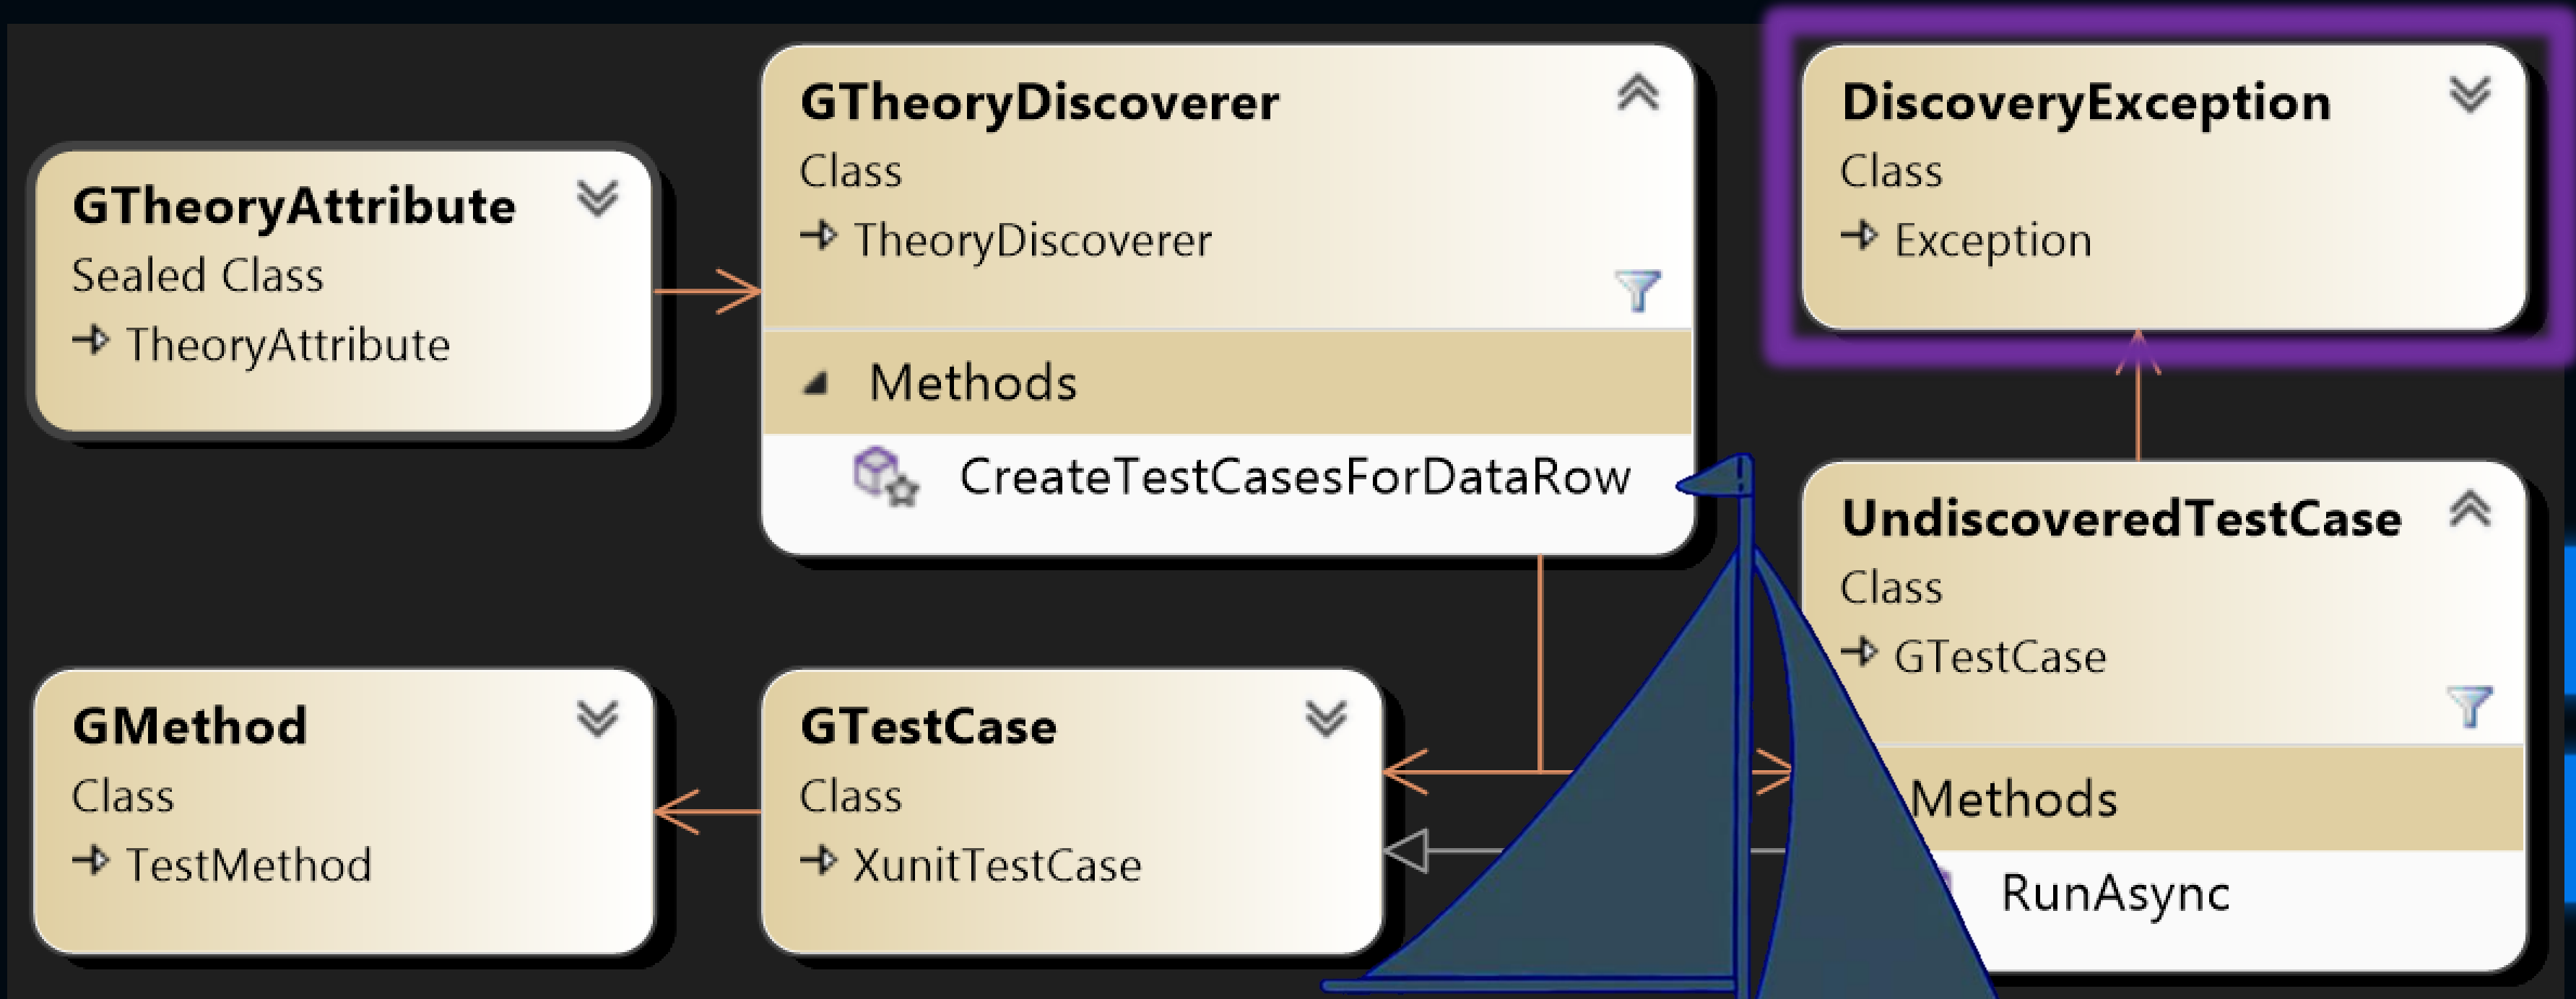 GTheoryAttribute
Sealed Class
TheoryAttribute
GTheoryDiscoverer
Class
TheoryDiscoverer
Methods
CreateTestCasesForDataRow
DiscoveryException
Class
Exception
GMethod
Class
TestMethod
GTestCase
Class
XunitTestCase
UndiscoveredTestCase
Class
GTestCase
Methods
RunAsync